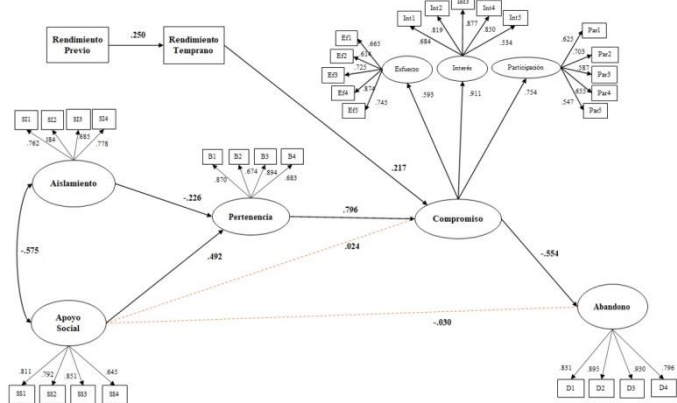 Int3
Int2
Int4
Int1
Int5
.877
.819
.850
.684
.534
Rendimiento
Previo
.250
Rendimiento
Temprano
Ef1
Ef2
Ef3
Ef4
Ef5
.665
.614
.725
.874
.745
Esfuerzo
Interés
Participación
Par1
Par2
Par3
Par4
Par5
.625
.703
.587
.655
.547
.593
.911
.754
SI1
SI2
SI3
SI4
.762
.184
.685
.778
Aislamiento
B1
B2
B3
B4
.870
.674
.894
.683
.217
-.226
Pertenencia
.796
Compromiso
-.575
.492
.024
-.554
Apoyo
Social
-.030
Abandono
.811
.792
.851
.645
SS1
SS2
SS3
SS4
.831
.895
.930
.796
D1
D2
D3
D4